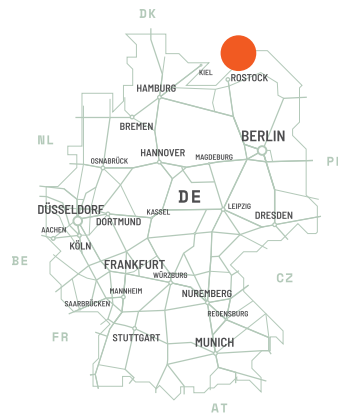 DK
KIEL
ROSTOCK
HAMBURG
BREMEN
BERLIN
NL
HANNOVER
MAGDEBURG
OSNABRÜCK
PL
DE
DÜSSELDORF
LEIPZIG
KASSEL
DRESDEN
DORTMUND
AACHEN
KÖLN
BE
FRANKFURT
WÜRZBURG
CZ
MANNHEIM
NUREMBERG
SAARBRÜCKEN
REGENSBURG
FR
STUTTGART
MUNICH
AT